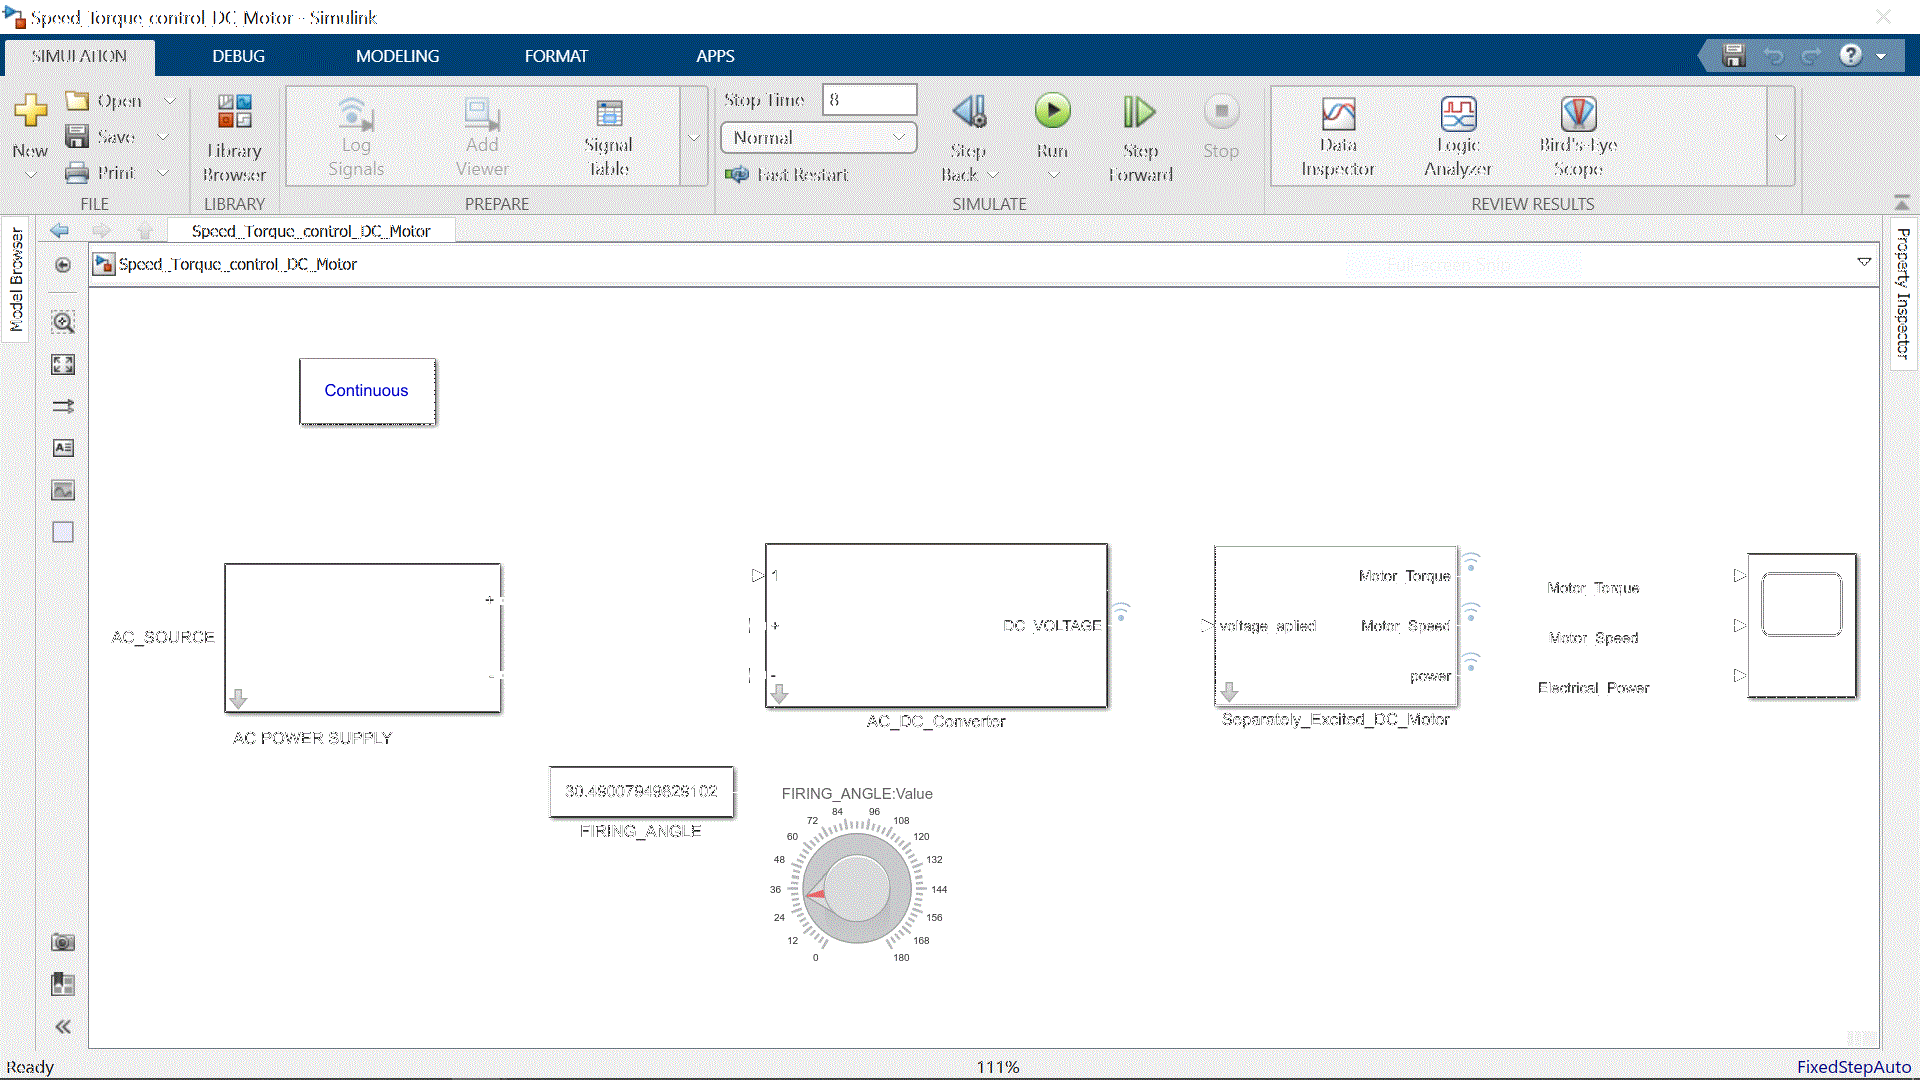 Speed_Torque_control_DC_Motor - Simulink
SIMULATION
DEBUG
MODELING
FORMAT
APPS
New
Open
Save
Print
FILE
Library
Browser
LIBRARY
Log
Signals
Add
Viewer
Signal
Table
PREPARE
Stop Time 8
Normal
Fast Restart
Step
Back
Run
Step
Forward
Stop
SIMULATE
Data
Inspector
Logic
Analyzer
Bird's-Eye
Scope
REVIEW RESULTS
Model Browser
Property Inspector
Speed_Torque_control_DC_Motor
Speed_Torque_control_DC_Motor
Full-screen Snip
Continuous
AC_SOURCE
+
-
AC POWER SUPPLY
1
+
-
DC_VOLTAGE
AC_DC_Convertor
voltage_aplied
Motor_Torque
Motor_Speed
power
Separately_Excited_DC_Motor
Motor_Torque
Motor_Speed
Electrical_Power
30.49007949829102
FIRING_ANGLE
FIRING_ANGLE:Value
0
12
24
36
48
60
72
84
96
108
120
132
144
156
168
180
Ready
111%
FixedStepAuto